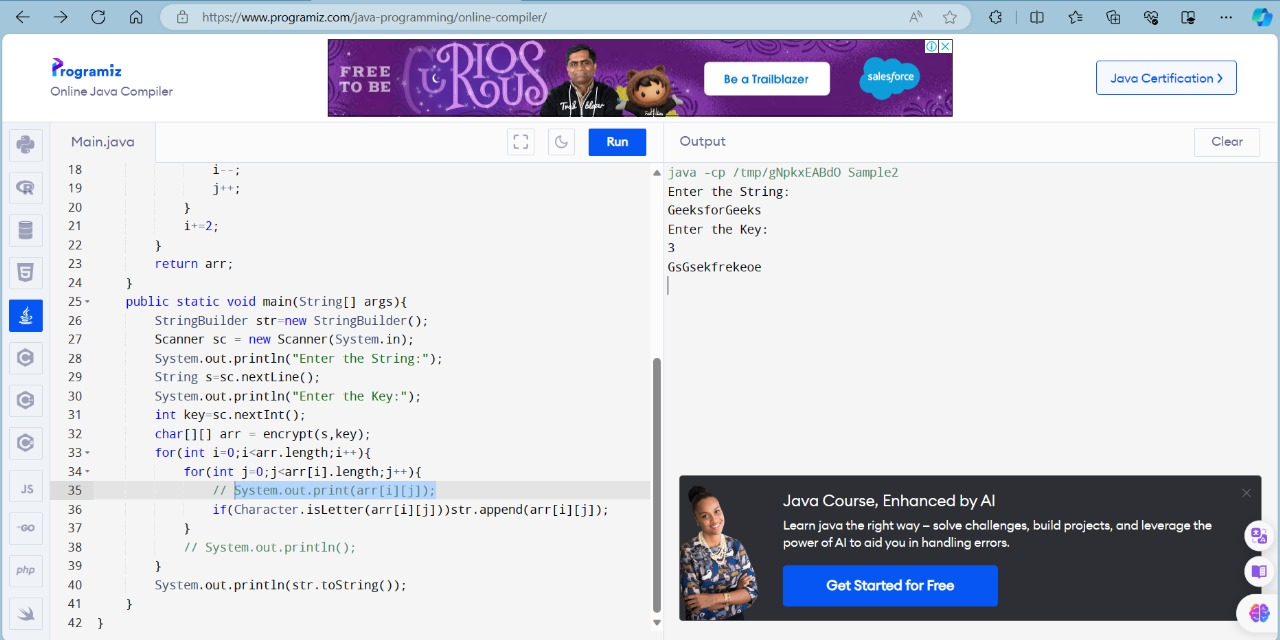 https://www.programiz.com/java-programming/online-compiler/
Programiz
Online Java Compiler
FREE
TO BE
CURIOSIUS
Be a Trailblazer
salesforce
Java Certification >
Main.java
Run
Output
Clear
18 i--;
19 j++;
20 }
21 i+=2;
22 }
23 return arr;
24 }
25 public static void main(String[] args){
26 StringBuilder str=new StringBuilder();
27 Scanner sc = new Scanner(System.in);
28 System.out.println("Enter the String:");
29 String s=sc.nextLine();
30 System.out.println("Enter the Key:");
31 int key=sc.nextInt();
32 char[][] arr = encrypt(s,key);
33 for(int i=0;i<arr.length;i++){
34 for(int j=0;j<arr[i].length;j++){
35 // System.out.print(arr[i][j]);
36 if(Character.isLetter(arr[i][j]))str.append(arr[i][j]);
37 }
38 // System.out.println();
39 }
40 System.out.println(str.toString());
41 }
42 }
JS
GO
php
java -cp /tmp/gNpkxEABdO Sample2
Enter the String:
GeeksforGeeks
Enter the Key:
3
GsGsekfrekeoe
Java Course, Enhanced by AI
Learn java the right way – solve challenges, build projects, and leverage the
power of AI to aid you in handling errors.
Get Started for Free